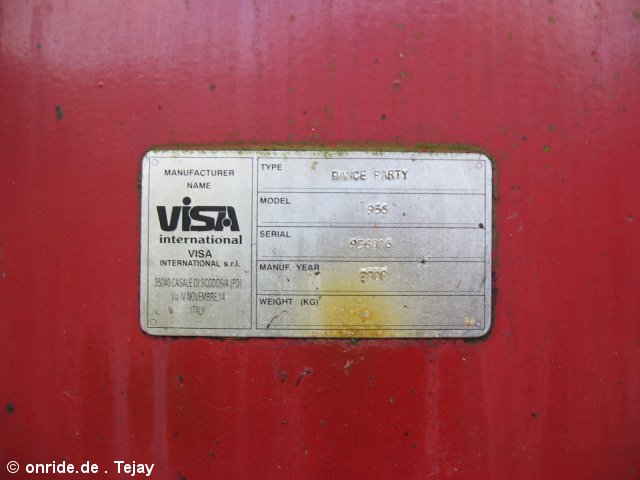 MANUFACTURER
NAME
VISA
international
VISA
INTERNATIONAL s.r.l.
35040 CASALE DI SCODOSIA (PD)
Via IV NOVEMBRE, 14
ITALY
TYPE DANCE PARTY
MODEL 956
SERIAL
MANUF. YEAR
WEIGHT (KG)
© onride.de . Tejay